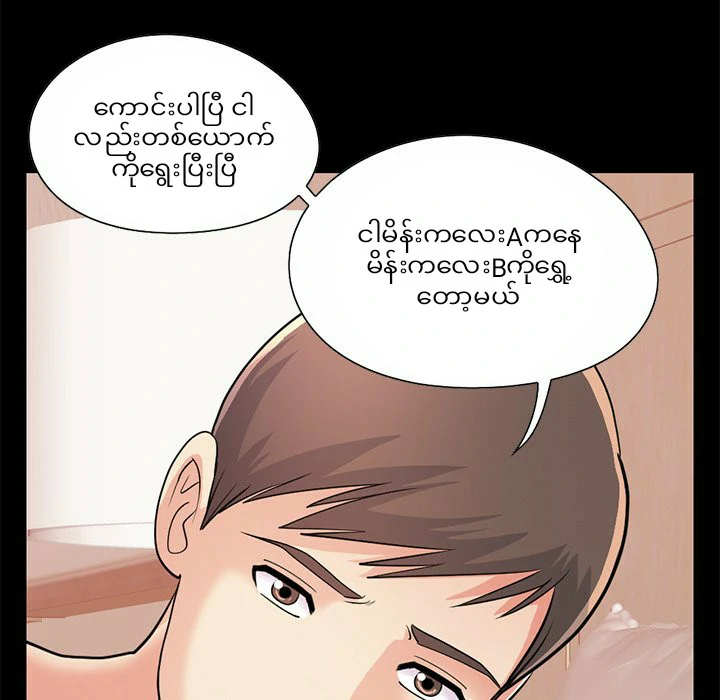 ကောင်းပါပြီ ငါ
လည်းတစ်ယောက်
ကိုရွေးပြီးပြီ
ငါမိန်းကလေးAကနေ
မိန်းကလေးBကိုရွှေ့
တော့မယ်